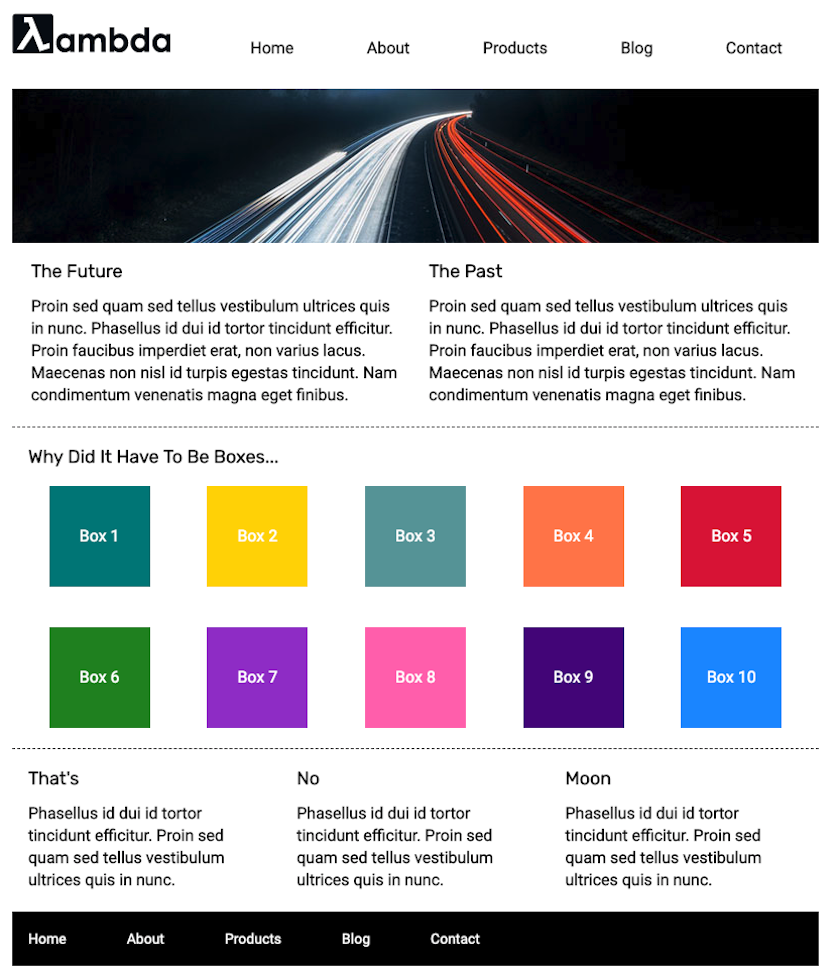 λambda
Home About Products Blog Contact
The Future
Proin sed quam sed tellus vestibulum ultrices quis
in nunc. Phasellus id dui id tortor tincidunt efficitur.
Proin faucibus imperdiet erat, non varius lacus.
Maecenas non nisl id turpis egestas tincidunt. Nam
condimentum venenatis magna eget finibus.
The Past
Proin sed quam sed tellus vestibulum ultrices quis
in nunc. Phasellus id dui id tortor tincidunt efficitur.
Proin faucibus imperdiet erat, non varius lacus.
Maecenas non nisl id turpis egestas tincidunt. Nam
condimentum venenatis magna eget finibus.
Why Did It Have To Be Boxes...
Box 1 Box 2 Box 3 Box 4 Box 5
Box 6 Box 7 Box 8 Box 9 Box 10
That's
Phasellus id dui id tortor
tincidunt efficitur. Proin sed
quam sed tellus vestibulum
ultrices quis in nunc.
No
Phasellus id dui id tortor
tincidunt efficitur. Proin sed
quam sed tellus vestibulum
ultrices quis in nunc.
Moon
Phasellus id dui id tortor
tincidunt efficitur. Proin sed
quam sed tellus vestibulum
ultrices quis in nunc.
Home About Products Blog Contact